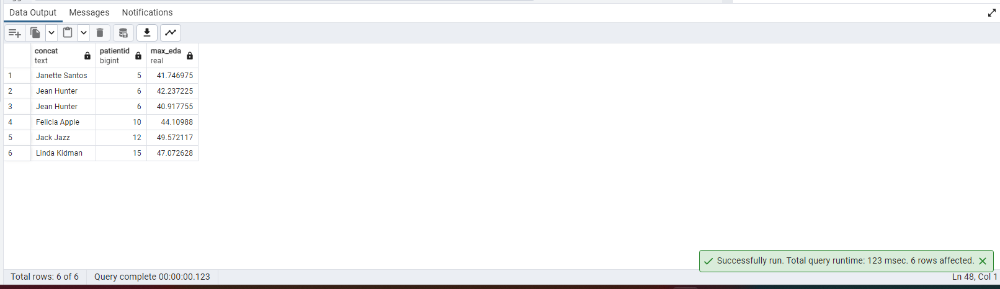 Data Output Messages Notifications
concat patientid max_eda
text bigint real
1 Janette Santos 5 41.746975
2 Jean Hunter 6 42.237225
3 Jean Hunter 6 40.917755
4 Felicia Apple 10 44.10988
5 Jack Jazz 12 49.572117
6 Linda Kidman 15 47.072628
Successfully run. Total query runtime: 123 msec. 6 rows affected.
Total rows: 6 of 6 Query complete 00:00:00.123 Ln 48, Col 1